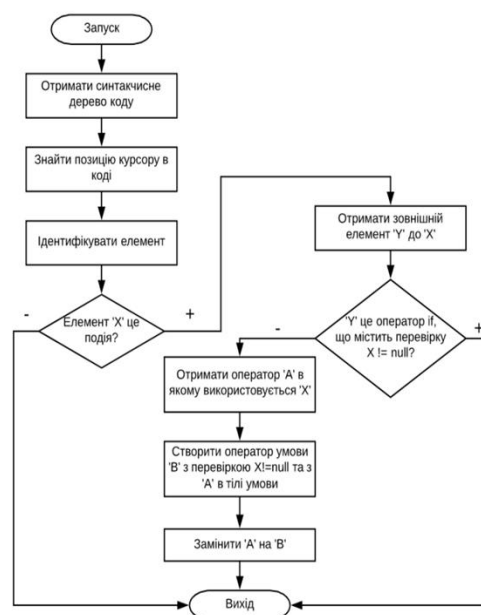 Запуск
Отримати синтакчисне
дерево коду
Знайти позицію курсору в
коді
Ідентифікувати елемент
Елемент 'X' це
подія?
-
+
Отримати зовнішній
елемент 'Y' до 'X'
'Y' це оператор if,
що містить перевірку
X != null?
-
+
Отримати оператор 'A' в
якому використовується 'X'
Створити оператор умови
'B' з перевіркою X!=null та з
'A' в тілі умови
Замінити 'A' на 'B'
Вихід